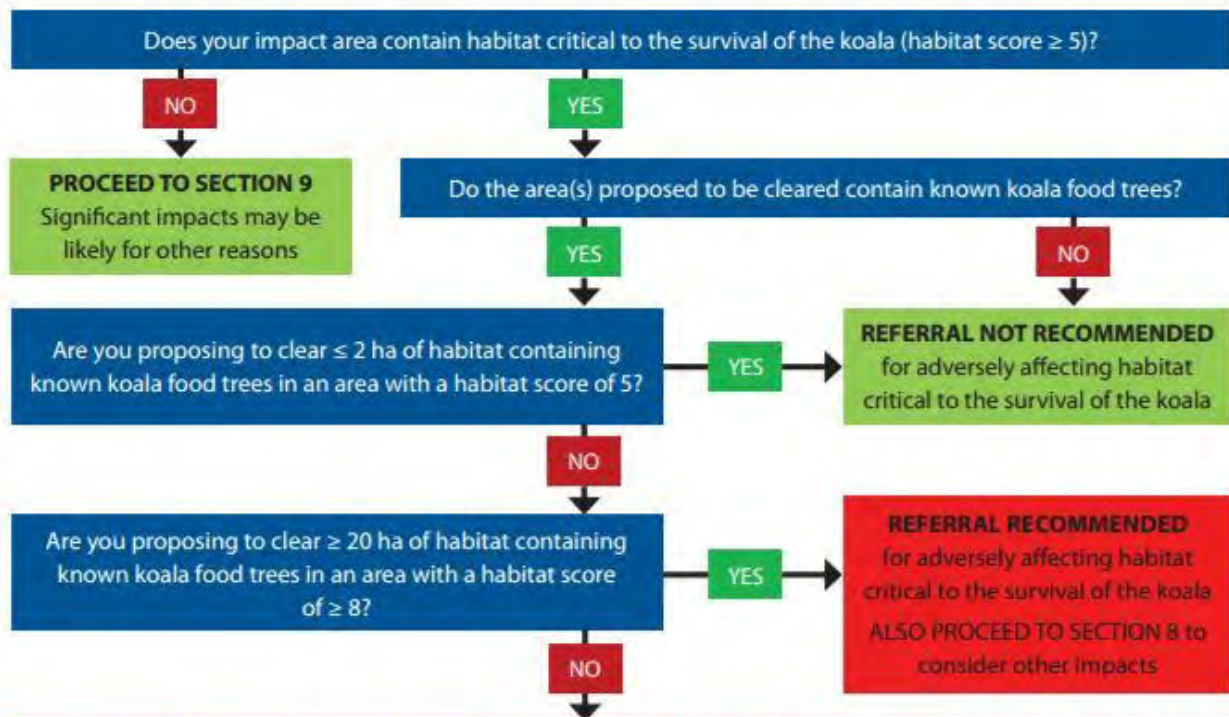 Does your impact area contain habitat critical to the survival of the koala (habitat score ≥ 5)?
NO
YES
PROCEED TO SECTION 9
Significant impacts may be
likely for other reasons
Do the area(s) proposed to be cleared contain known koala food trees?
YES
NO
Are you proposing to clear ≤ 2 ha of habitat containing
known koala food trees in an area with a habitat score of 5?
YES
REFERRAL NOT RECOMMENDED
for adversely affecting habitat
critical to the survival of the koala
NO
Are you proposing to clear ≥ 20 ha of habitat containing
known koala food trees in an area with a habitat score
of ≥ 8?
YES
REFERRAL RECOMMENDED
for adversely affecting habitat
critical to the survival of the koala
ALSO PROCEED TO SECTION 8 to
consider other impacts
NO